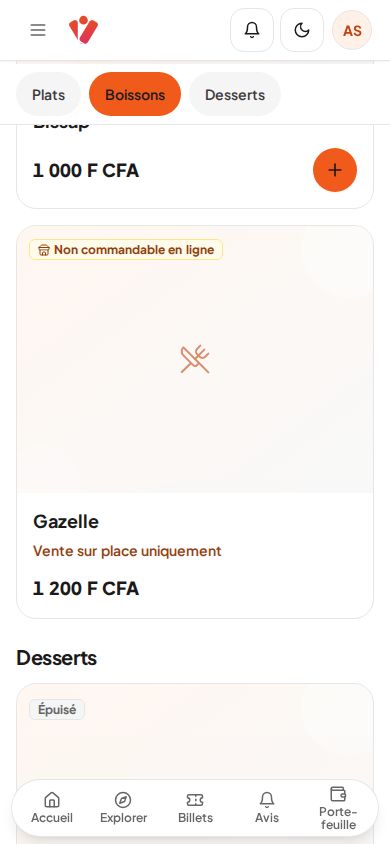 AS
Plats
Boissons
Desserts
Bissap
1 000 F CFA
Non commandable en ligne
Gazelle
Vente sur place uniquement
1 200 F CFA
Desserts
Épuisé
Accueil
Explorer
Billets
Avis
Porte-
feuille